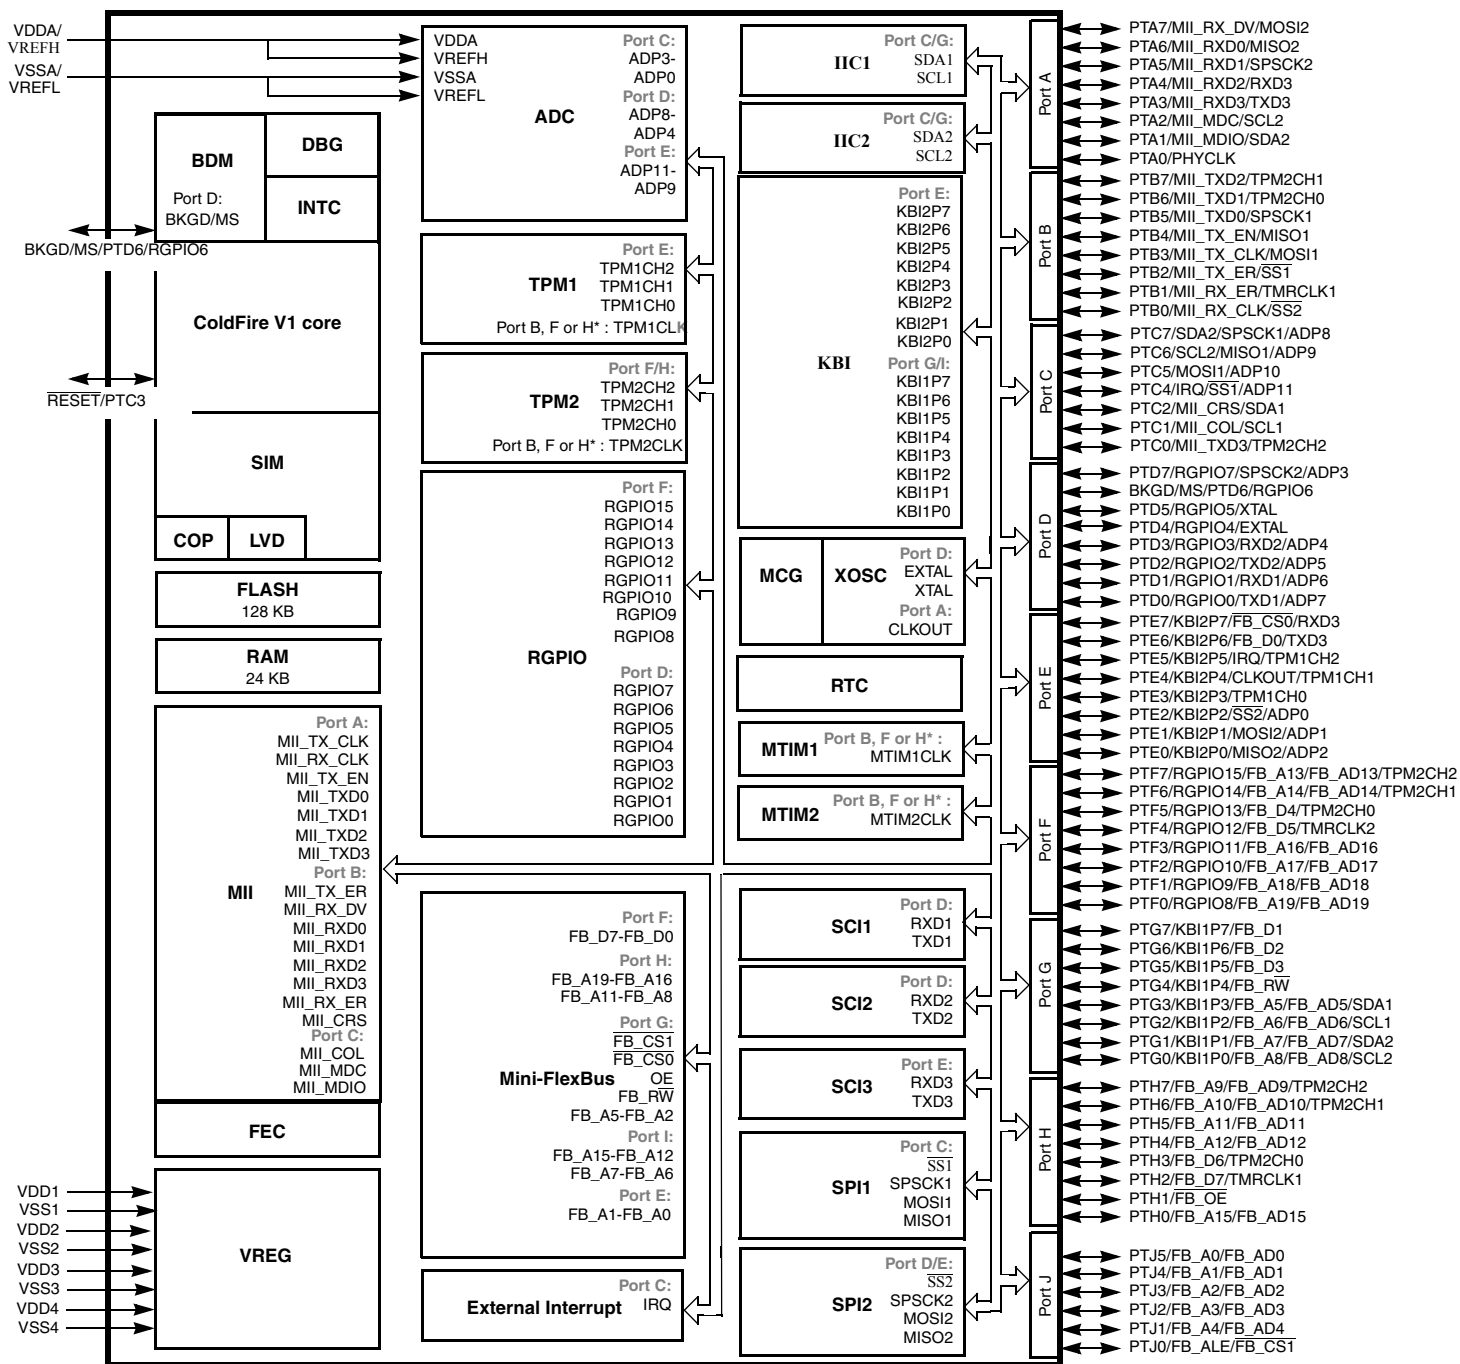 VDDA/
VREFH
VSSA/
VREFL
BDM
Port D:
BKGD/MS
DBG
INTC
BKGD/MS/PTD6/RGPIO6
ColdFire V1 core
RESET/PTC3
SIM
COP
LVD
FLASH
128 KB
RAM
24 KB
MII
Port A:
MII_TX_CLK
MII_RX_CLK
MII_TX_EN
MII_TXD0
MII_TXD1
MII_TXD2
MII_TXD3
Port B:
MII_TX_ER
MII_RX_DV
MII_RXD0
MII_RXD1
MII_RXD2
MII_RXD3
MII_RX_ER
MII_CRS
Port C:
MII_COL
MII_MDC
MII_MDIO
FEC
VREG
VDD1
VSS1
VDD2
VSS2
VDD3
VSS3
VDD4
VSS4
VDDA
VREFH
VSSA
VREFL
ADC
Port C:
ADP3-
ADP0
Port D:
ADP8-
ADP4
Port E:
ADP11-
ADP9
TPM1
Port E:
TPM1CH2
TPM1CH1
TPM1CH0
Port B, F or H* : TPM1CLK
TPM2
Port F/H:
TPM2CH2
TPM2CH1
TPM2CH0
Port B, F or H* : TPM2CLK
RGPIO
Port F:
RGPIO15
RGPIO14
RGPIO13
RGPIO12
RGPIO11
RGPIO10
RGPIO9
RGPIO8
Port D:
RGPIO7
RGPIO6
RGPIO5
RGPIO4
RGPIO3
RGPIO2
RGPIO1
RGPIO0
Mini-FlexBus
Port F:
FB_D7-FB_D0
Port H:
FB_A19-FB_A16
FB_A11-FB_A8
Port G:
FB_CS1
FB_CS0
OE
FB_RW
FB_A5-FB_A2
Port I:
FB_A15-FB_A12
FB_A7-FB_A6
Port E:
FB_A1-FB_A0
External Interrupt
Port C:
IRQ
IIC1
Port C/G:
SDA1
SCL1
IIC2
Port C/G:
SDA2
SCL2
KBI
Port E:
KBI2P7
KBI2P6
KBI2P5
KBI2P4
KBI2P3
KBI2P2
KBI2P1
KBI2P0
Port G/I:
KBI1P7
KBI1P6
KBI1P5
KBI1P4
KBI1P3
KBI1P2
KBI1P1
KBI1P0
MCG
XOSC
Port D:
EXTAL
XTAL
Port A:
CLKOUT
RTC
MTIM1
Port B, F or H* :
MTIM1CLK
MTIM2
Port B, F or H* :
MTIM2CLK
SCI1
Port D:
RXD1
TXD1
SCI2
Port D:
RXD2
TXD2
SCI3
Port E:
RXD3
TXD3
SPI1
Port C:
SS1
SPSCK1
MOSI1
MISO1
SPI2
Port D/E:
SS2
SPSCK2
MOSI2
MISO2
Port A
PTA7/MII_RX_DV/MOSI2
PTA6/MII_RXD0/MISO2
PTA5/MII_RXD1/SPSCK2
PTA4/MII_RXD2/RXD3
PTA3/MII_RXD3/TXD3
PTA2/MII_MDC/SCL2
PTA1/MII_MDIO/SDA2
PTA0/PHYCLK
Port B
PTB7/MII_TXD2/TPM2CH1
PTB6/MII_TXD1/TPM2CH0
PTB5/MII_TXD0/SPSCK1
PTB4/MII_TX_EN/MISO1
PTB3/MII_TX_CLK/MOSI1
PTB2/MII_TX_ER/SS1
PTB1/MII_RX_ER/TMRCLK1
PTB0/MII_RX_CLK/SS2
Port C
PTC7/SDA2/SPSCK1/ADP8
PTC6/SCL2/MISO1/ADP9
PTC5/MOSI1/ADP10
PTC4/IRQ/SS1/ADP11
PTC2/MII_CRS/SDA1
PTC1/MII_COL/SCL1
PTC0/MII_TXD3/TPM2CH2
Port D
PTD7/RGPIO7/SPSCK2/ADP3
BKGD/MS/PTD6/RGPIO6
PTD5/RGPIO5/XTAL
PTD4/RGPIO4/EXTAL
PTD3/RGPIO3/RXD2/ADP4
PTD2/RGPIO2/TXD2/ADP5
PTD1/RGPIO1/RXD1/ADP6
PTD0/RGPIO0/TXD1/ADP7
Port E
PTE7/KBI2P7/FB_CS0/RXD3
PTE6/KBI2P6/FB_D0/TXD3
PTE5/KBI2P5/IRQ/TPM1CH2
PTE4/KBI2P4/CLKOUT/TPM1CH1
PTE3/KBI2P3/TPM1CH0
PTE2/KBI2P2/SS2/ADP0
PTE1/KBI2P1/MOSI2/ADP1
PTE0/KBI2P0/MISO2/ADP2
Port F
PTF7/RGPIO15/FB_A13/FB_AD13/TPM2CH2
PTF6/RGPIO14/FB_A14/FB_AD14/TPM2CH1
PTF5/RGPIO13/FB_D4/TPM2CH0
PTF4/RGPIO12/FB_D5/TMRCLK2
PTF3/RGPIO11/FB_A16/FB_AD16
PTF2/RGPIO10/FB_A17/FB_AD17
PTF1/RGPIO9/FB_A18/FB_AD18
PTF0/RGPIO8/FB_A19/FB_AD19
Port G
PTG7/KBI1P7/FB_D1
PTG6/KBI1P6/FB_D2
PTG5/KBI1P5/FB_D3
PTG4/KBI1P4/FB_RW
PTG3/KBI1P3/FB_A5/FB_AD5/SDA1
PTG2/KBI1P2/FB_A6/FB_AD6/SCL1
PTG1/KBI1P1/FB_A7/FB_AD7/SDA2
PTG0/KBI1P0/FB_A8/FB_AD8/SCL2
Port H
PTH7/FB_A9/FB_AD9/TPM2CH2
PTH6/FB_A10/FB_AD10/TPM2CH1
PTH5/FB_A11/FB_AD11
PTH4/FB_A12/FB_AD12
PTH3/FB_D6/TPM2CH0
PTH2/FB_D7/TMRCLK1
PTH1/FB_OE
PTH0/FB_A15/FB_AD15
Port J
PTJ5/FB_A0/FB_AD0
PTJ4/FB_A1/FB_AD1
PTJ3/FB_A2/FB_AD2
PTJ2/FB_A3/FB_AD3
PTJ1/FB_A4/FB_AD4
PTJ0/FB_ALE/FB_CS1